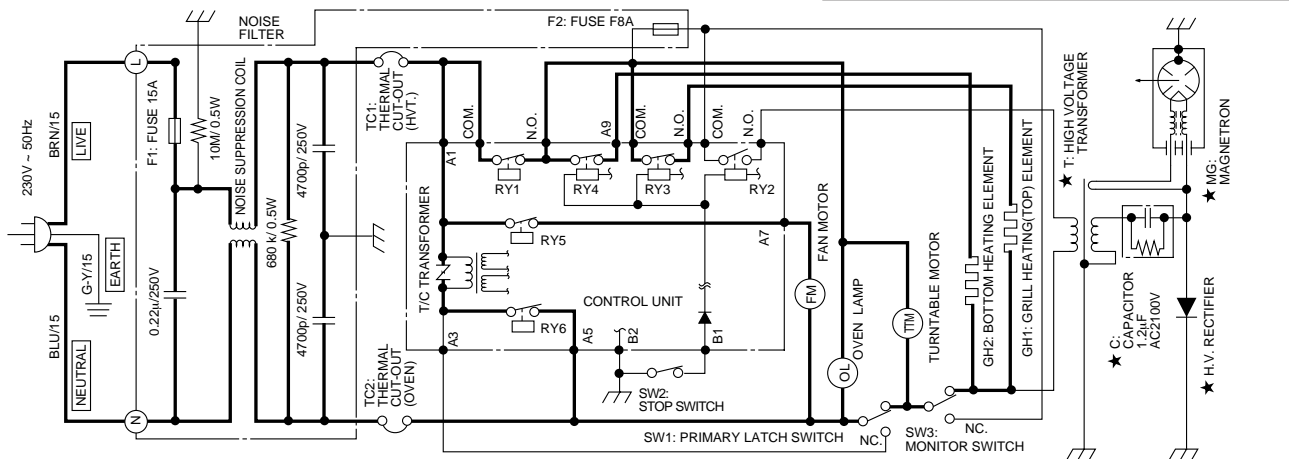 NOISE
FILTER
F2: FUSE F8A
230V ~ 50Hz
BRN/15
LIVE
L
F1: FUSE 15A
10M/ 0.5W
NOISE SUPPRESSION COIL
680 k/ 0.5W
4700p/ 250V
TC1:
THERMAL
CUT-OUT
(HVT.)
A1
COM.
N.O.
A9
COM.
N.O.
COM.
N.O.
RY1
RY4
RY3
RY2
G-Y/15
EARTH
BLU/15
NEUTRAL
N
0.22µ/250V
4700p/ 250V
TC2:
THERMAL
CUT-OUT
(OVEN)
T/C TRANSFORMER
RY5
A7
CONTROL UNIT
RY6
A3
A5
B2
B1
SW2:
STOP SWITCH
FM
FAN MOTOR
OL
OVEN LAMP
TTM
TURNTABLE MOTOR
GH2: BOTTOM HEATING ELEMENT
GH1: GRILL HEATING(TOP) ELEMENT
SW1: PRIMARY LATCH SWITCH
NC.
SW3:
MONITOR SWITCH
NC.
★ T: HIGH VOLTAGE
TRANSFORMER
★ MG:
MAGNETRON
★ C:
CAPACITOR
1.2µF
AC2100V
★ H.V. RECTIFIER